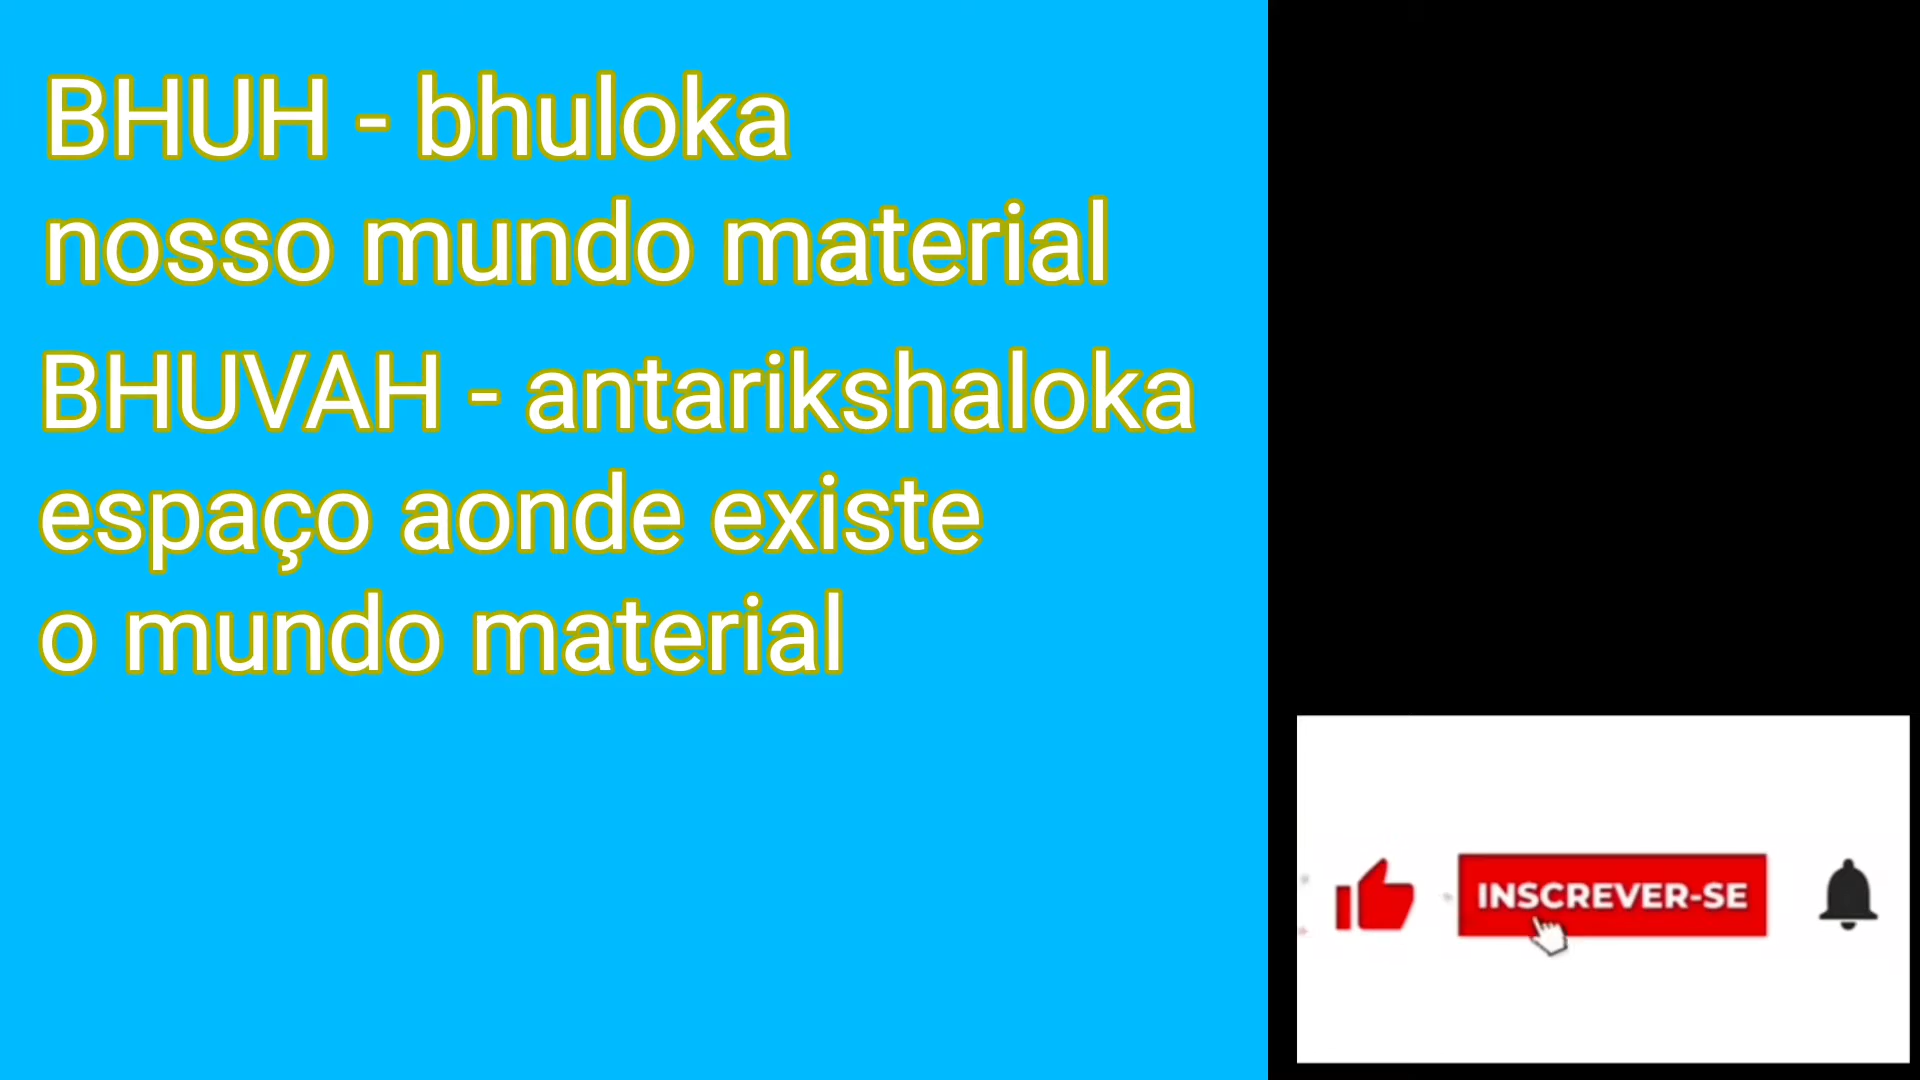 BHUH - bhuloka
nosso mundo material
BHUVAH - antarikshaloka
espaço aonde existe
o mundo material
INSCREVER-SE